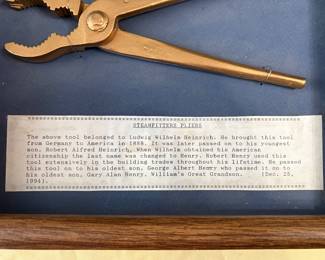 STEAMFITTERS PLIERS
The above tool belonged to Ludwig Wilhelm Heinrich. He brought this tool
from Germany to America in 1888. It was later passed on to his youngest
son, Robert Alfred Heinrich. When Wilhelm obtained his American
citizenship the last name was changed to Henry. Robert Henry used this
tool extensively in the building trades throughout his lifetime. He passed
this tool on to his oldest son, George Albert Henry who passed it on to
his oldest son, Gary Alan Henry. William's Great Grandson. (Dec. 25,
1994).